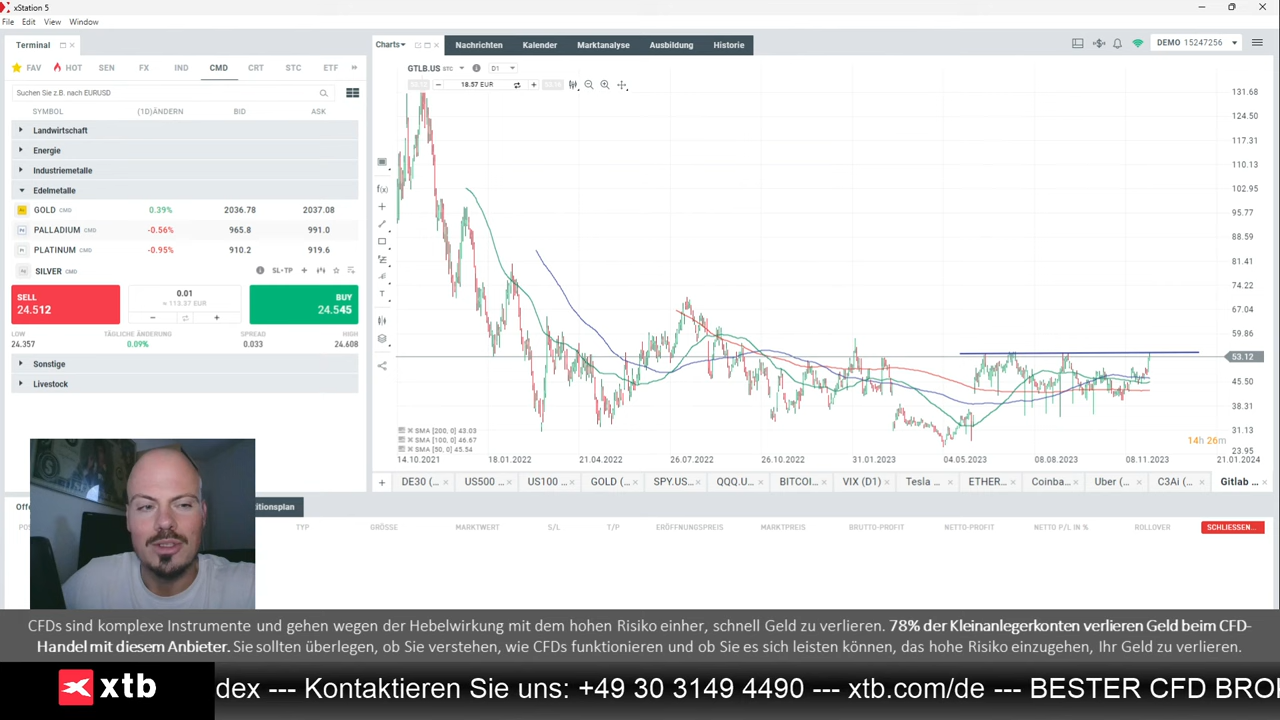 xStation 5
File Edit View Window
Terminal
FAV HOT SEN FX IND CMD CRT STC ETF
Suchen Sie z.B. nach EURUSD
SYMBOL (1D)ÄNDERN BID ASK
Landwirtschaft
Energie
Industriemetalle
Edelmetalle
GOLD CMD 0.39% 2036.78 2037.08
PALLADIUM CMD -0.56% 965.8 991.0
PLATINUM CMD -0.95% 910.2 919.6
SILVER CMD SL•TP
SELL 0.01 BUY
24.512 ≈ 113.37 EUR 24.545
LOW TÄGLICHE ÄNDERUNG SPREAD HIGH
24.357 0.09% 0.033 24.608
Sonstige
Livestock
Charts Nachrichten Kalender Marktanalyse Ausbildung Historie
DEMO 15247256
GTLB.US STC D1
18.57 EUR
131.68
124.50
117.31
110.13
102.95
95.77
88.59
81.41
74.22
67.04
59.86
53.12
45.50
38.31
31.13
23.95
SMA [200, 0] 43.03
SMA [100, 0] 46.67
SMA [50, 0] 45.54
14h 26m
14.10.2021 18.01.2022 21.04.2022 26.07.2022 26.10.2022 31.01.2023 04.05.2023 08.08.2023 08.11.2023 21.01.2024
DE30 (... US500 ... US100 ... GOLD (... SPY.US... QQQ.U... BITCOI... VIX (D1) Tesla ... ETHER... Coinba... Uber (... C3Ai (... Gitlab ...
TYP GRÖSSE MARKTWERT S/L T/P ERÖFFNUNGSPREIS MARKTPREIS BRUTTO-PROFIT NETTO-PROFIT NETTO P/L IN % ROLLOVER SCHLIESSEN...
CFDs sind komplexe Instrumente und gehen wegen der Hebelwirkung mit dem hohen Risiko einher, schnell Geld zu verlieren. 78% der Kleinanlegerkonten verlieren Geld beim CFD-
Handel mit diesem Anbieter. Sie sollten überlegen, ob Sie verstehen, wie CFDs funktionieren und ob Sie es sich leisten können, das hohe Risiko einzugehen, Ihr Geld zu verlieren.
xtb dex --- Kontaktieren Sie uns: +49 30 3149 4490 --- xtb.com/de --- BESTER CFD BRO